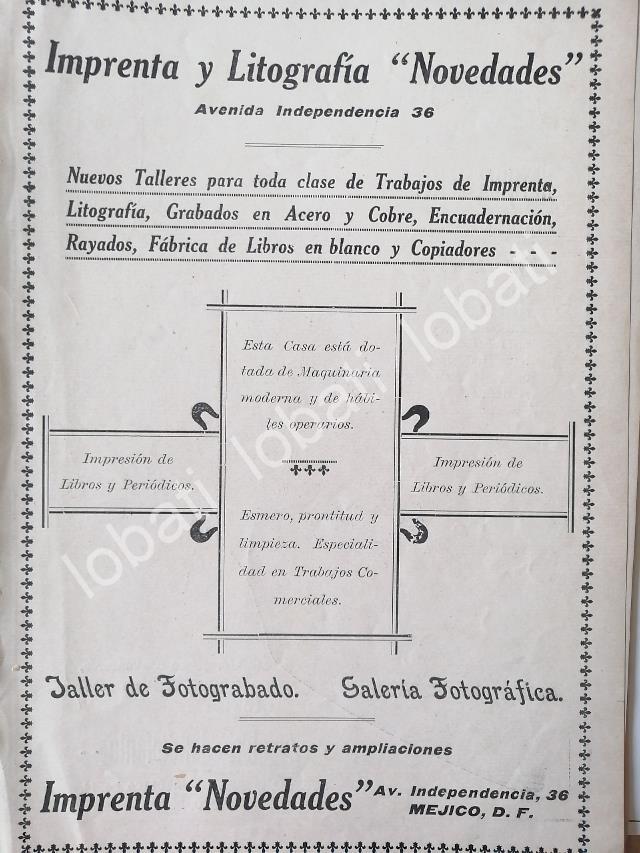 Imprenta y Litografía "Novedades"
Avenida Independencia 36
Nuevos Talleres para toda clase de Trabajos de Imprenta,
Litografía, Grabados en Acero y Cobre, Encuadernación,
Rayados, Fábrica de Libros en blanco y Copiadores - - -
Esta Casa está do-
tada de Maquinaria
moderna y de hábi-
les operarios.
Impresión de
Libros y Periódicos.
Esmero, prontitud y
limpieza. Especiali-
dad en Trabajos Co-
merciales.
Impresión de
Libros y Periódicos.
Taller de Fotograbado. Galería Fotográfica.
Se hacen retratos y ampliaciones
Imprenta "Novedades" Av. Independencia, 36
MEJICO, D. F.
lobati lobati lobati